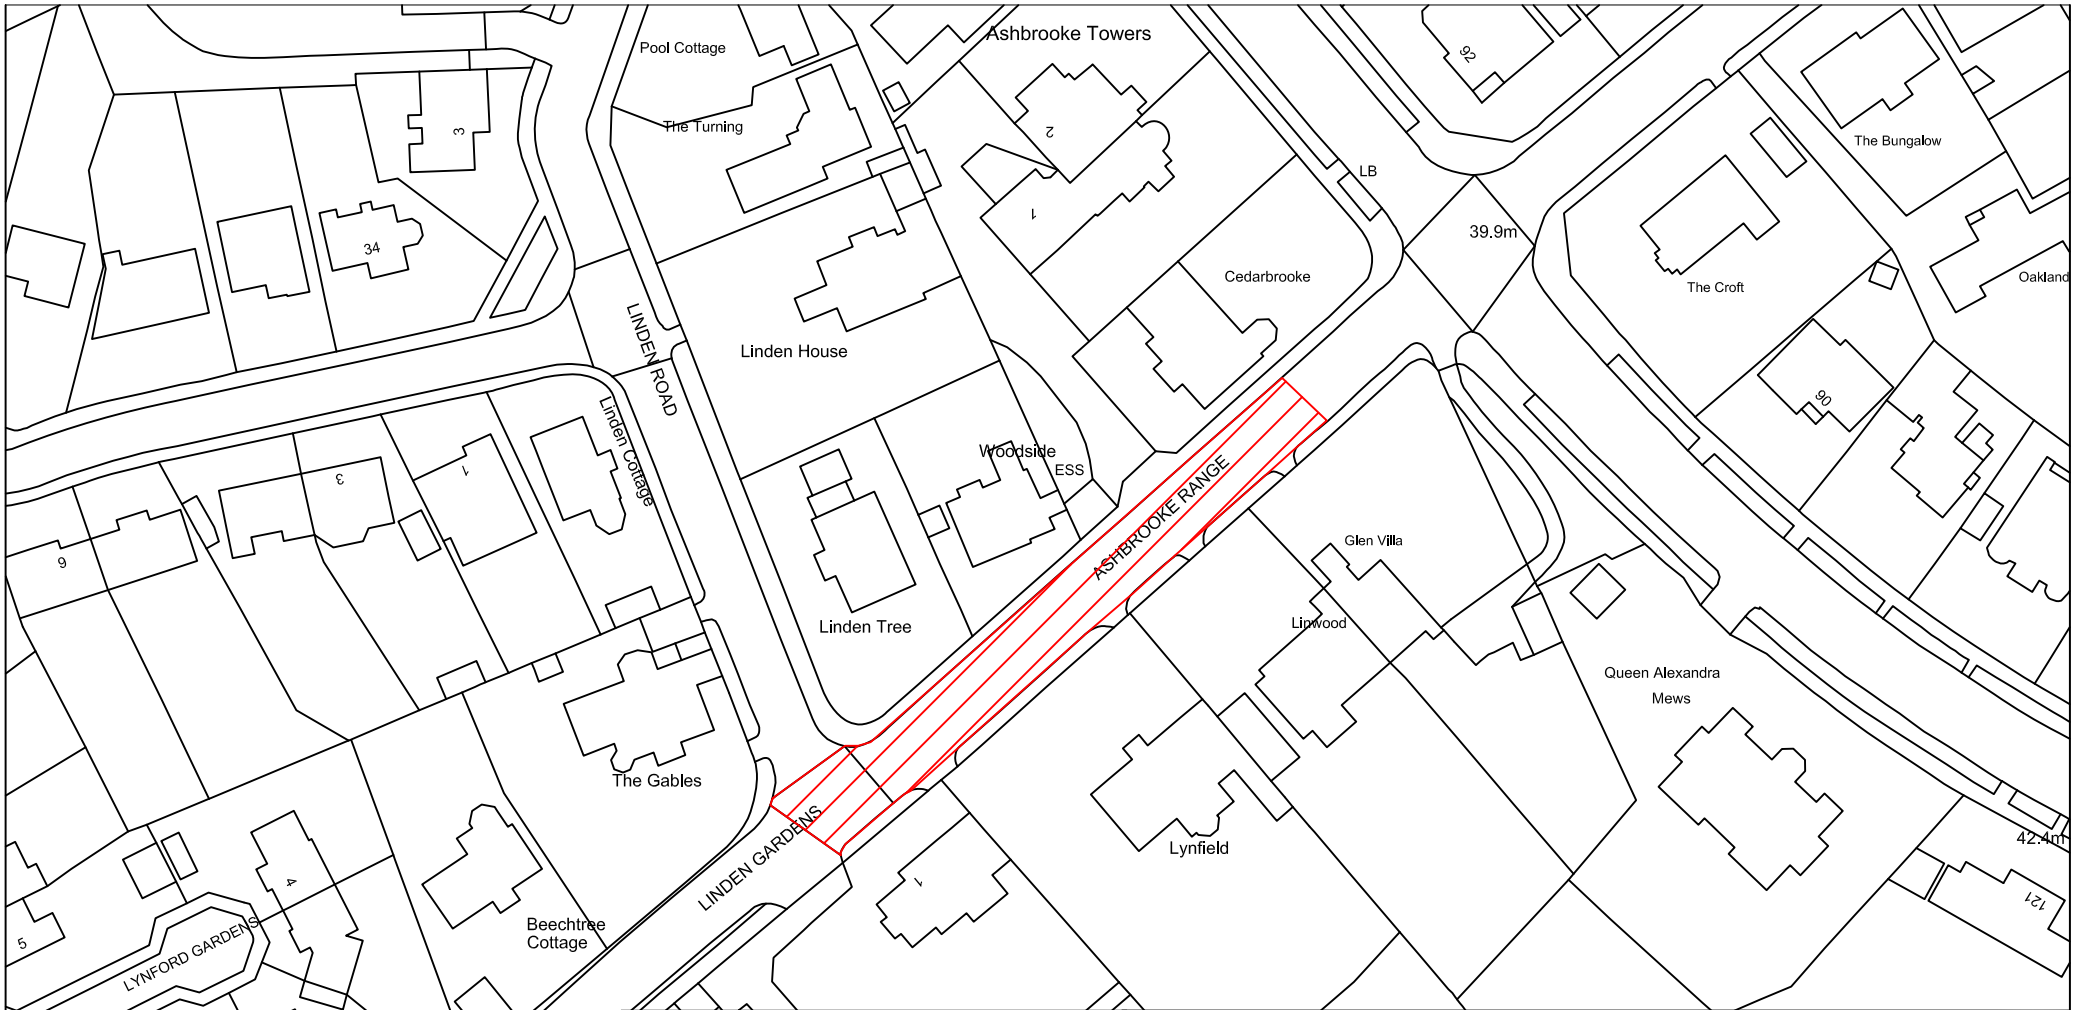 Pool Cottage
Ashbrooke Towers
92
The Turning
3
2
The Bungalow
LB
1
34
39.9m
Cedarbrooke
The Croft
Oakland
LINDEN ROAD
Linden House
90
Linden Cottage
Woodside
ESS
3
1
ASHBROOKE RANGE
Glen Villa
6
Linden Tree
Linwood
Queen Alexandra
Mews
The Gables
LINDEN GARDENS
Lynfield
42.4m
4
1
121
Beechtree
Cottage
5
LYNFORD GARDENS